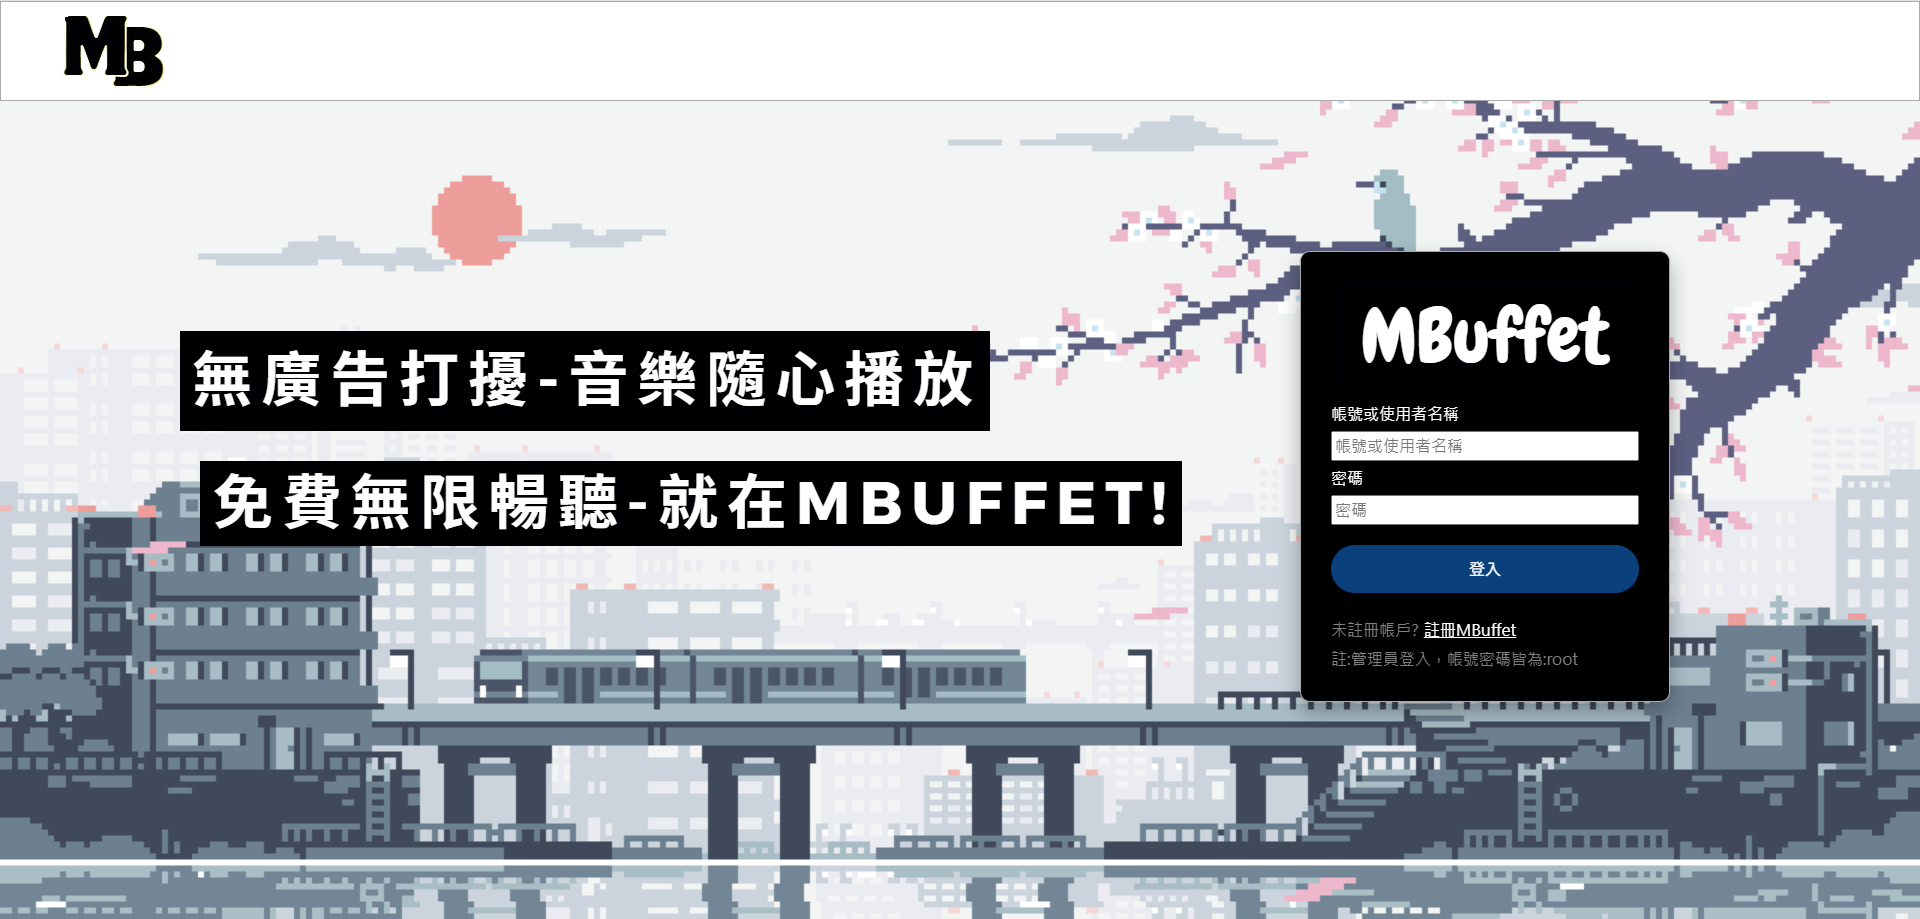 MB
無廣告打擾-音樂隨心播放
免費無限暢聽-就在MBUFFET!
MBuffet
帳號或使用者名稱
帳號或使用者名稱
密碼
密碼
登入
未註冊帳戶? 註冊MBuffet
註:管理員登入，帳號密碼皆為:root